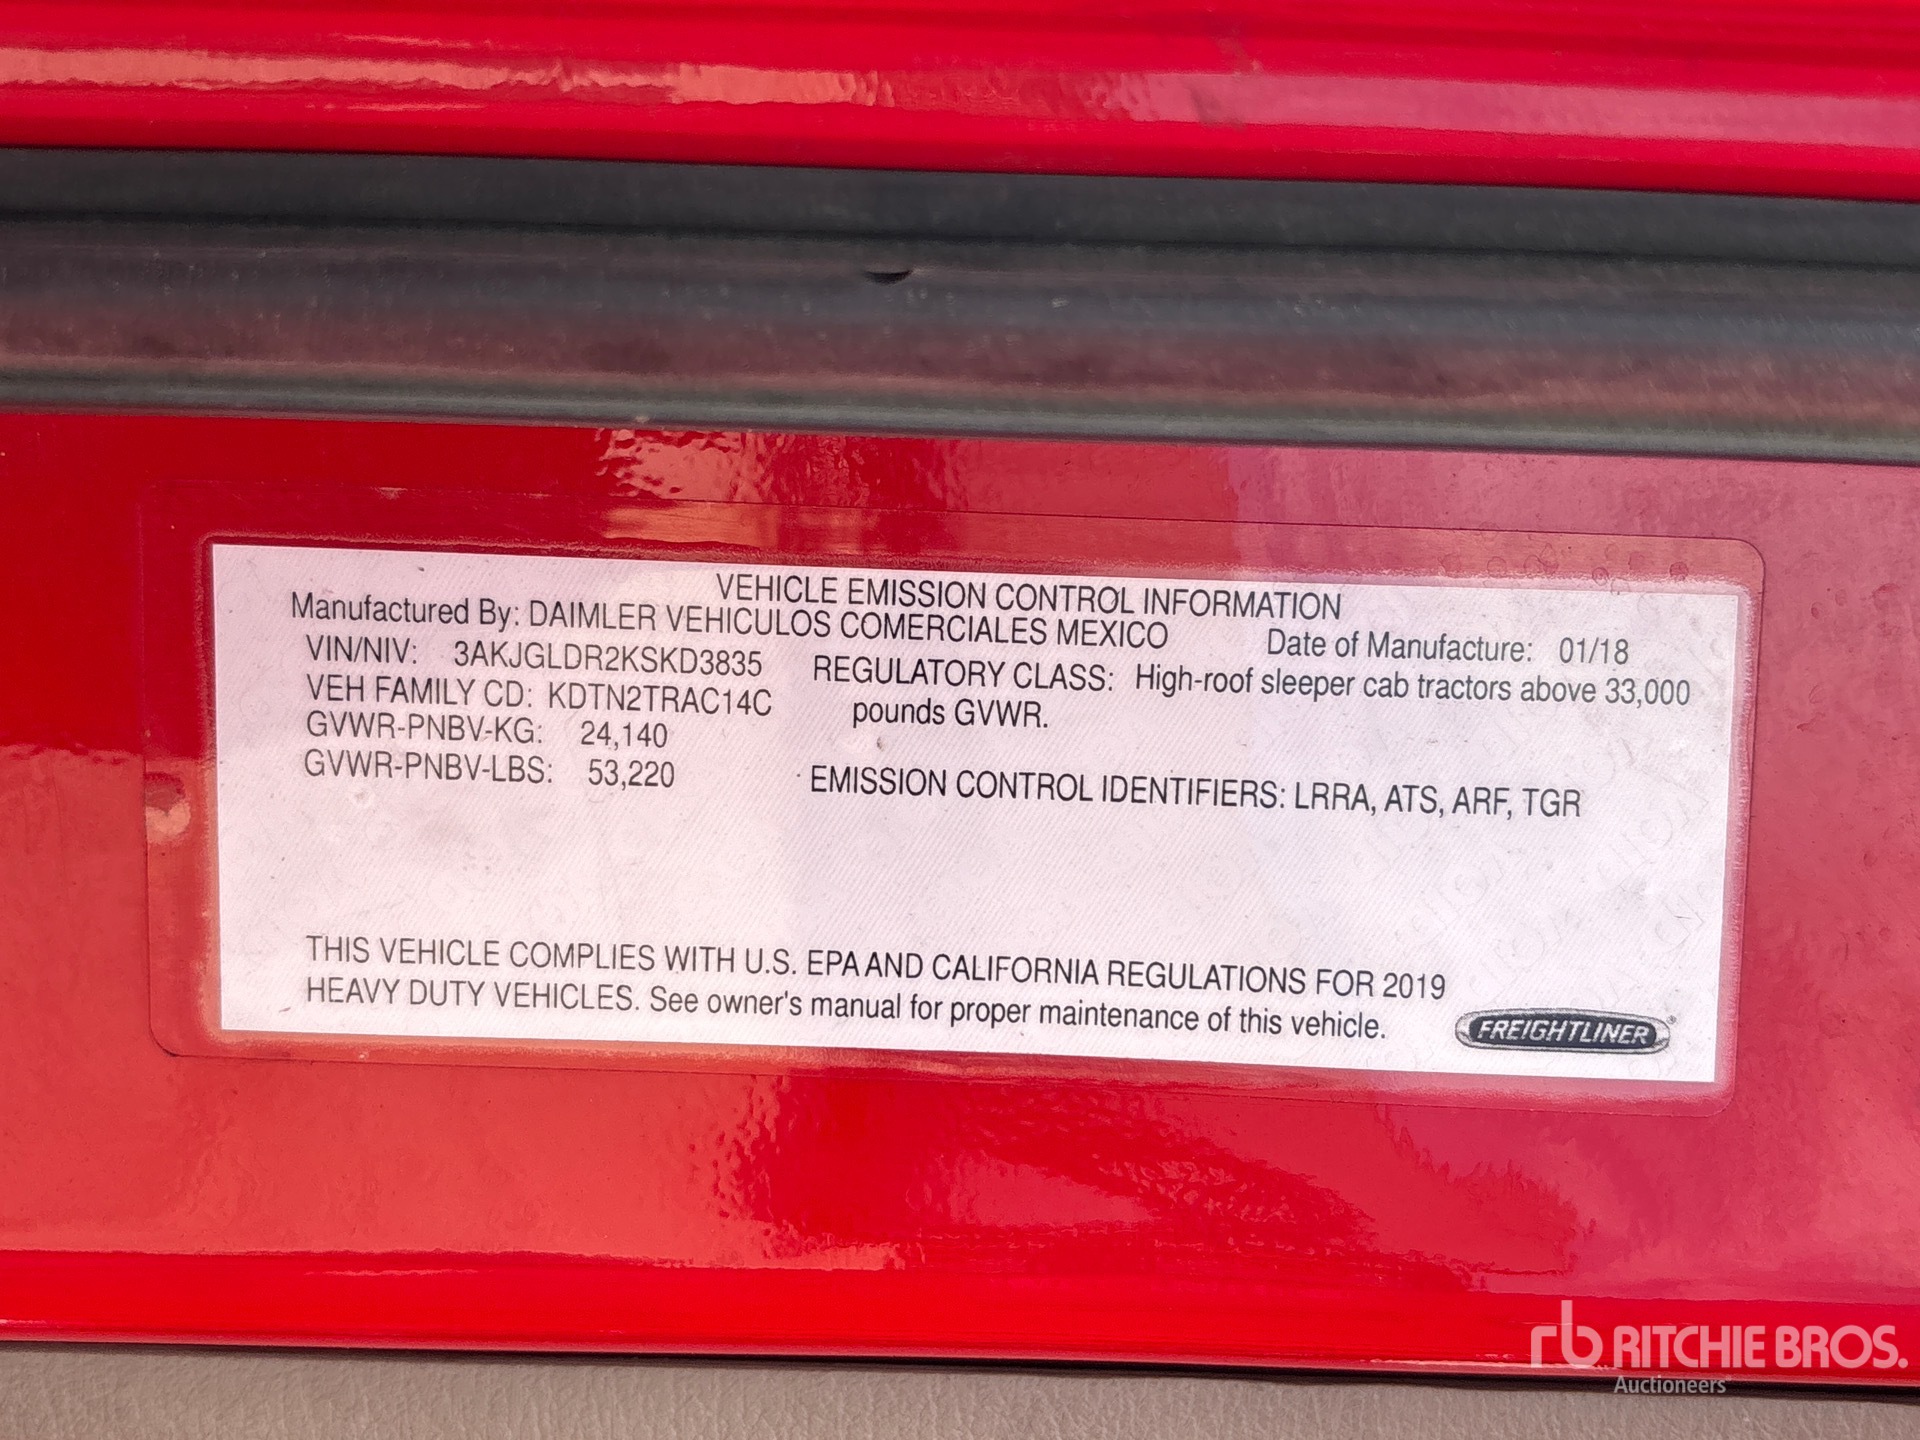 VEHICLE EMISSION CONTROL INFORMATION
Manufactured By: DAIMLER VEHICULOS COMERCIALES MEXICO Date of Manufacture: 01/18
VIN/NIV: 3AKJGLDR2KSKD3835 REGULATORY CLASS: High-roof sleeper cab tractors above 33,000
VEH FAMILY CD: KDTN2TRAC14C pounds GVWR.
GVWR-PNBV-KG: 24,140
GVWR-PNBV-LBS: 53,220 EMISSION CONTROL IDENTIFIERS: LRRA, ATS, ARF, TGR
THIS VEHICLE COMPLIES WITH U.S. EPA AND CALIFORNIA REGULATIONS FOR 2019
HEAVY DUTY VEHICLES. See owner's manual for proper maintenance of this vehicle.
FREIGHTLINER
rb RITCHIE BROS.
Auctioneers